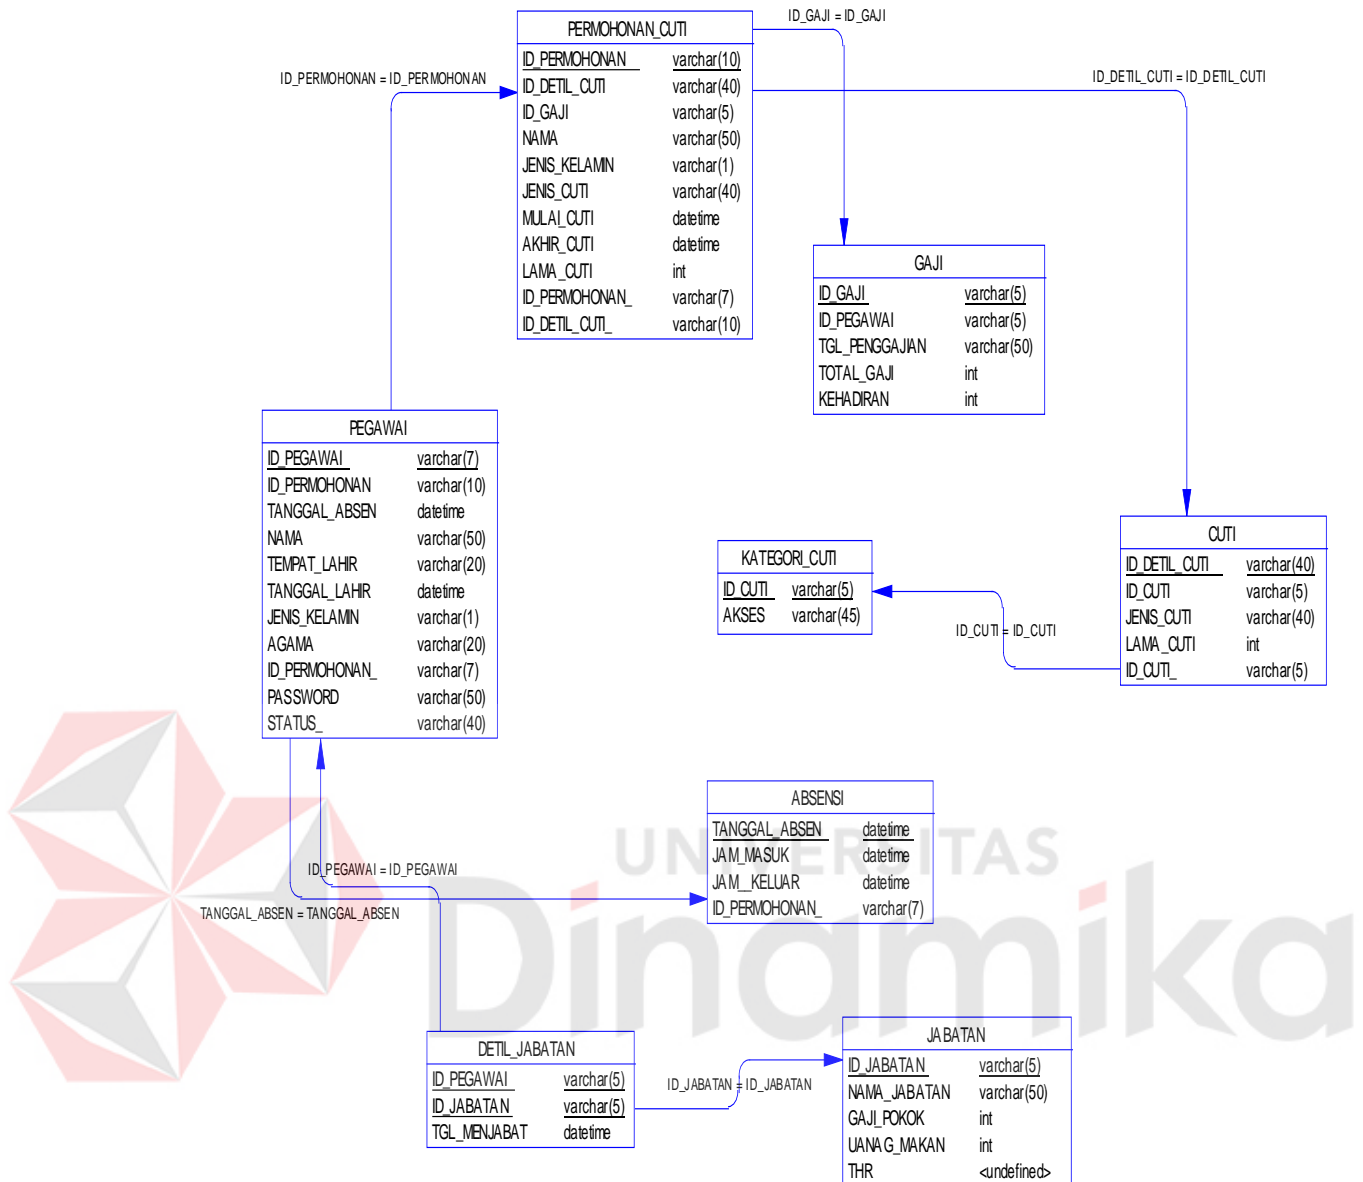 ID_GAJI = ID_GAJI
PERMOHONAN_CUTI
ID_PERMOHONAN varchar(10)
ID_DETIL_CUTI varchar(40)
ID_GAJI varchar(5)
NAMA varchar(50)
JENIS_KELAMIN varchar(1)
JENIS_CUTI varchar(40)
MULAI_CUTI datetime
AKHIR_CUTI datetime
LAMA_CUTI int
ID_PERMOHONAN_ varchar(7)
ID_DETIL_CUTI_ varchar(10)
ID_PERMOHONAN = ID_PERMOHONAN
ID_DETIL_CUTI = ID_DETIL_CUTI
GAJI
ID_GAJI varchar(5)
ID_PEGAWAI varchar(5)
TGL_PENGGAJIAN varchar(50)
TOTAL_GAJI int
KEHADIRAN int
PEGAWAI
ID_PEGAWAI varchar(7)
ID_PERMOHONAN varchar(10)
TANGGAL_ABSEN datetime
NAMA varchar(50)
TEMPAT_LAHIR varchar(20)
TANGGAL_LAHIR datetime
JENIS_KELAMIN varchar(1)
AGAMA varchar(20)
ID_PERMOHONAN_ varchar(7)
PASSWORD varchar(50)
STATUS_ varchar(40)
KATEGORI_CUTI
ID_CUTI varchar(5)
AKSES varchar(45)
ID_CUTI = ID_CUTI
CUTI
ID_DETIL_CUTI varchar(40)
ID_CUTI varchar(5)
JENIS_CUTI varchar(40)
LAMA_CUTI int
ID_CUTI_ varchar(5)
ABSENSI
TANGGAL_ABSEN datetime
JAM_MASUK datetime
JAM__KELUAR datetime
ID_PERMOHONAN_ varchar(7)
ID_PEGAWAI = ID_PEGAWAI
TANGGAL_ABSEN = TANGGAL_ABSEN
UNIVERSITAS
Dinamika
DETIL_JABATAN
ID_PEGAWAI varchar(5)
ID_JABATAN varchar(5)
TGL_MENJABAT datetime
ID_JABATAN = ID_JABATAN
JABATAN
ID_JABATAN varchar(5)
NAMA_JABATAN varchar(50)
GAJI_POKOK int
UANAG_MAKAN int
THR <undefined>